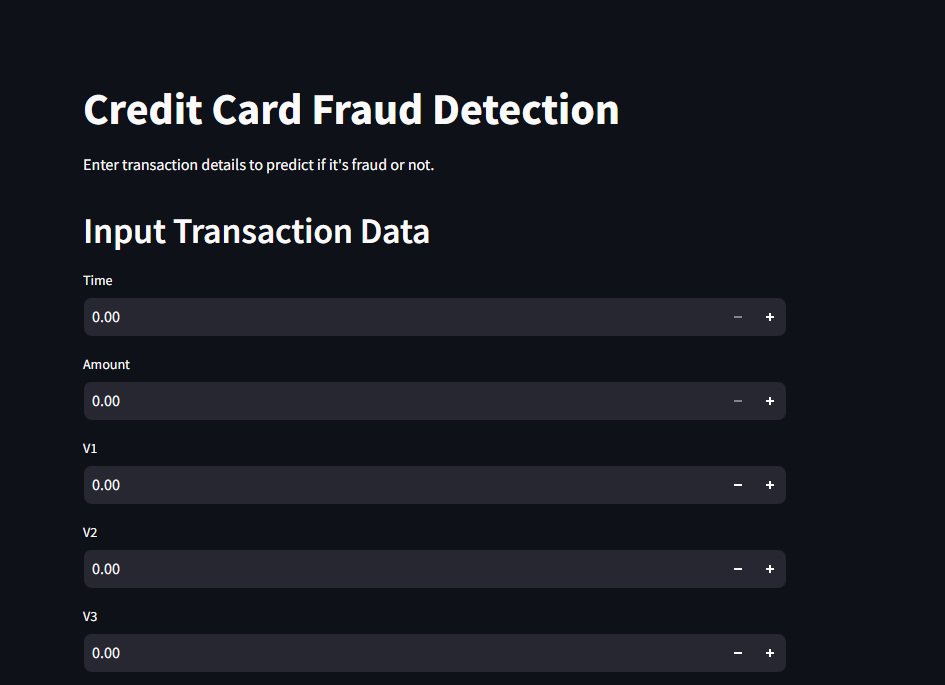 Credit Card Fraud Detection
Enter transaction details to predict if it's fraud or not.
Input Transaction Data
Time
0.00
Amount
0.00
V1
0.00
V2
0.00
V3
0.00